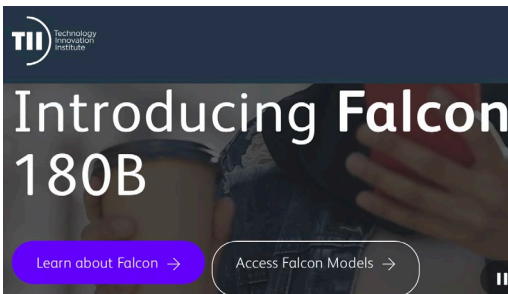 TII
Technology
Innovation
Institute
Introducing Falcon
180B
Learn about Falcon →
Access Falcon Models →